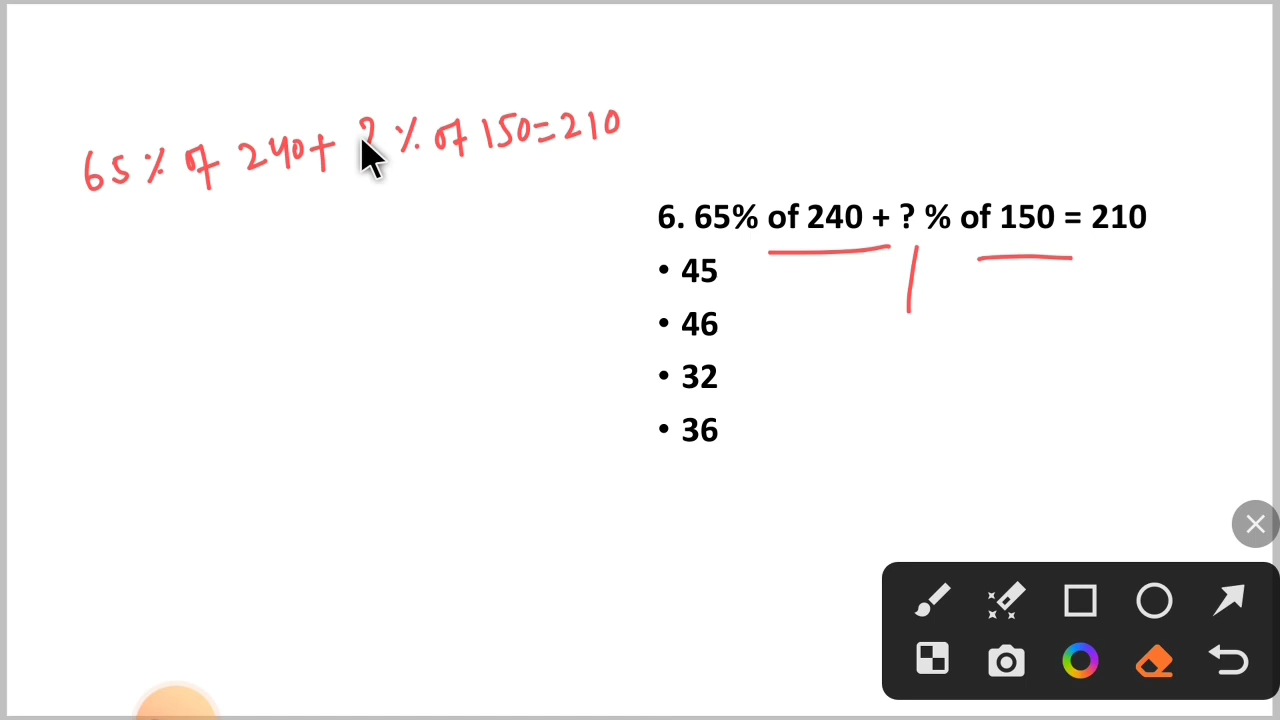 65 % of 240 + ? % of 150 = 210
6. 65% of 240 + ? % of 150 = 210
• 45
• 46
• 32
• 36